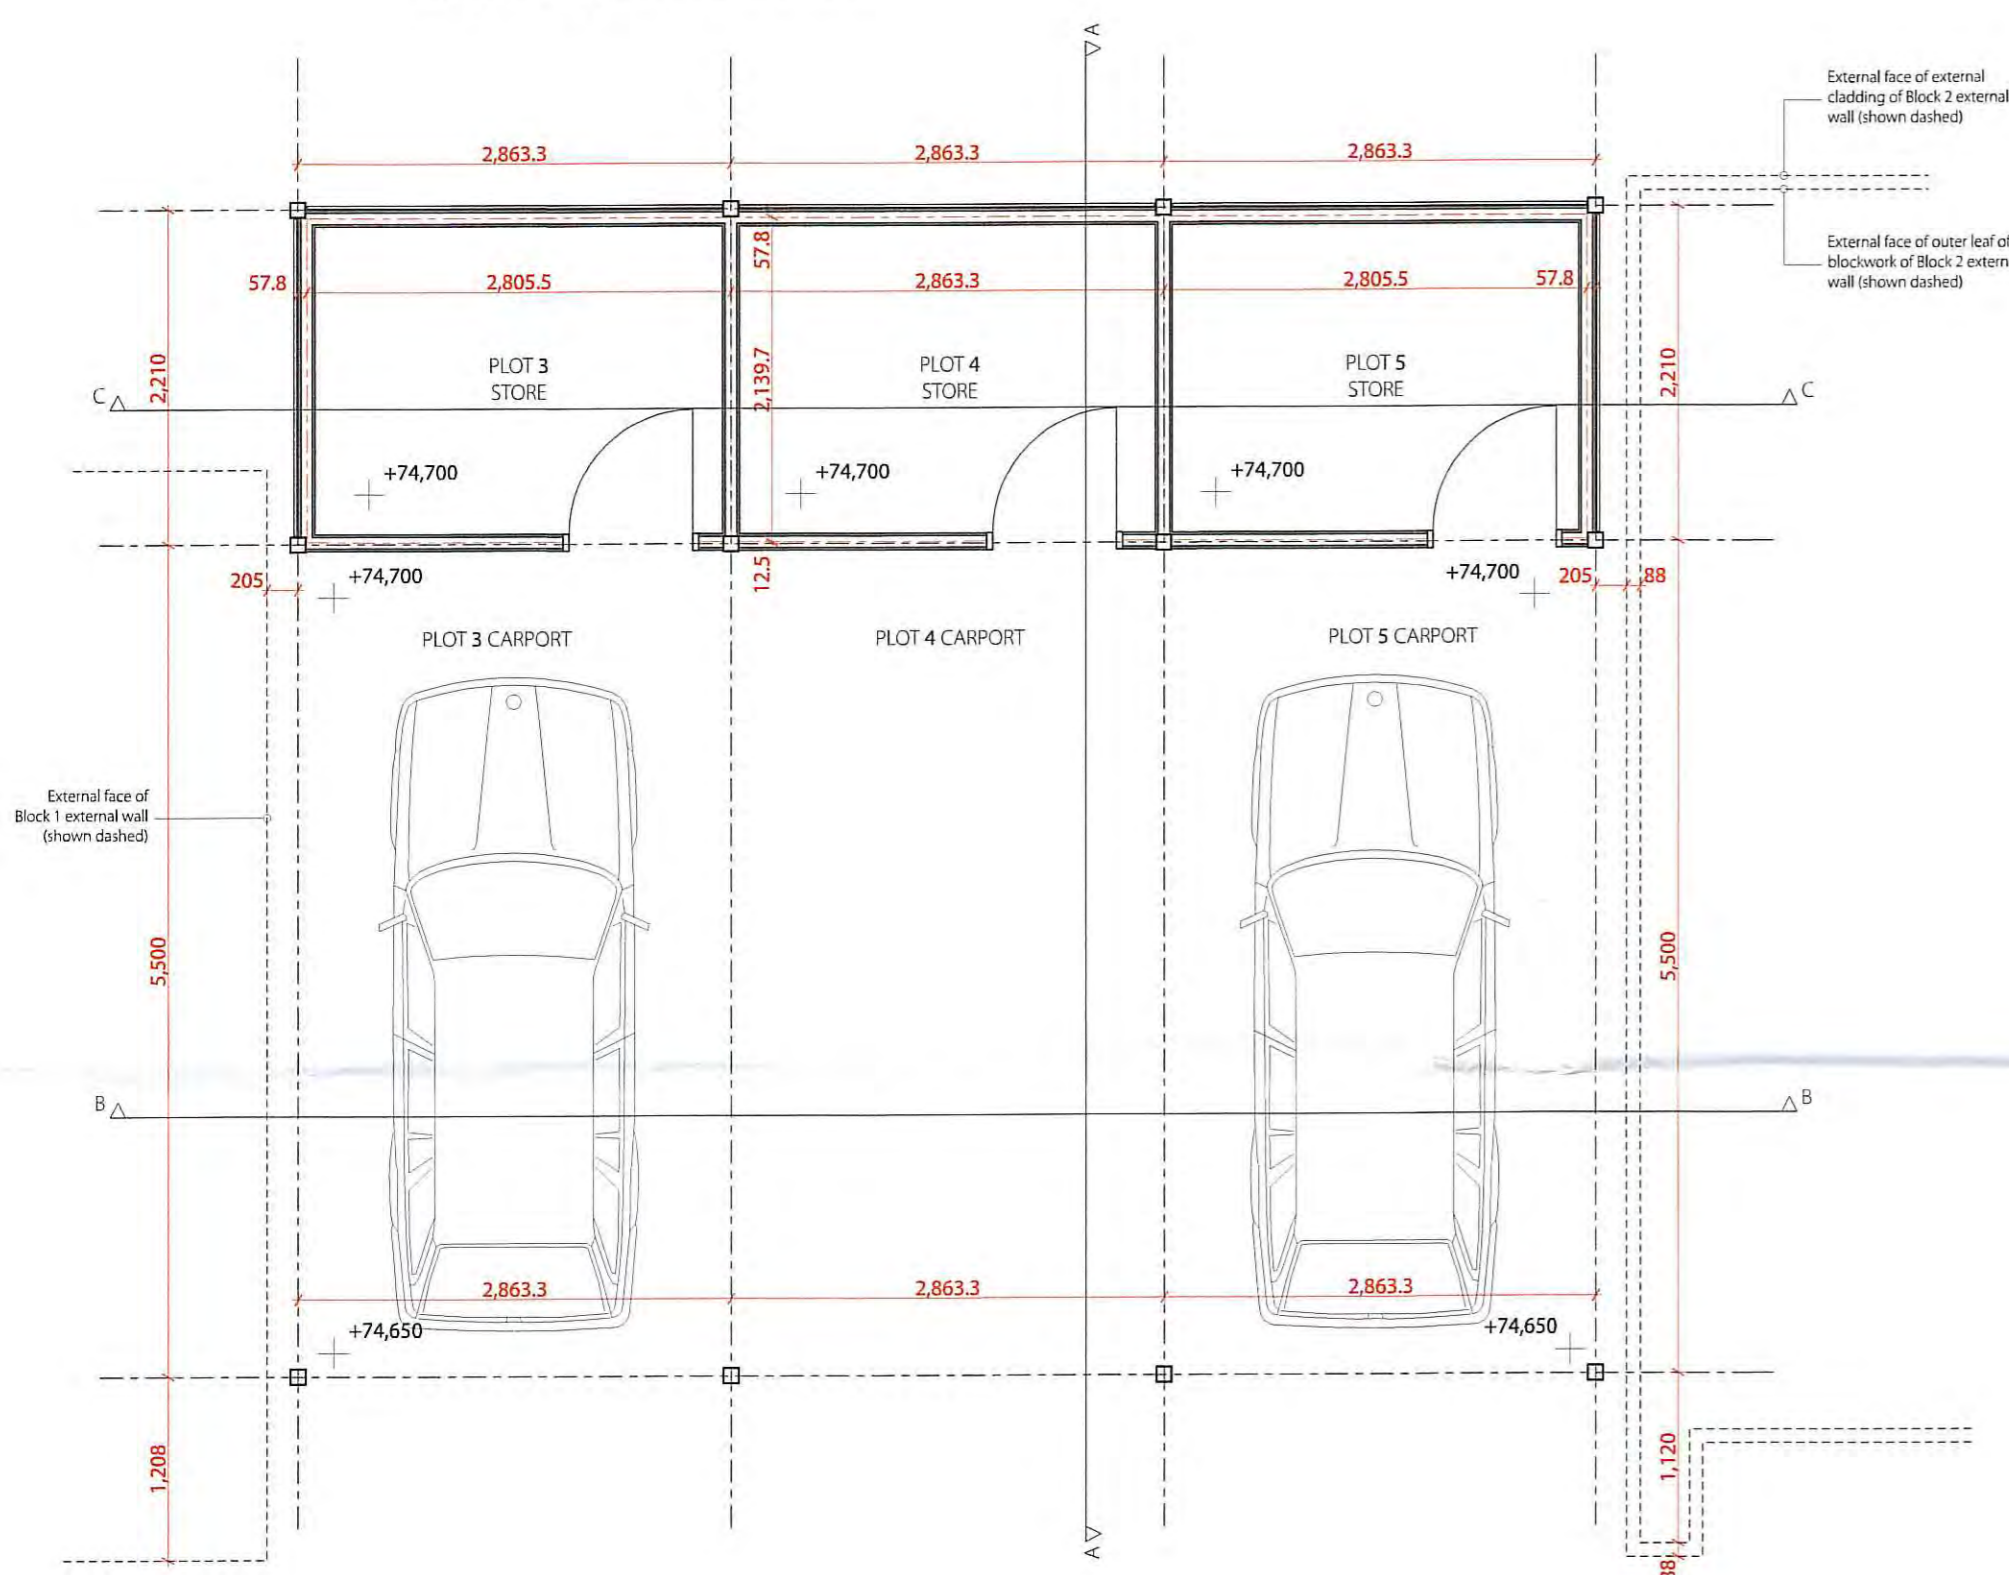 A
External face of external
cladding of Block 2 external
wall (shown dashed)
2,863.3
2,863.3
2,863.3
External face of outer leaf of
wall (shown dashed)
57.8
57.8
2,805.5
2,863.3
2,805.5
57.8
2,210
2,139.7
2,210
PLOT 3
STORE
PLOT 4
STORE
PLOT 5
STORE
C
C
+74,700
+74,700
+74,700
205
+74,700
12.5
+74,700
205
88
PLOT 3 CARPORT
PLOT 4 CARPORT
PLOT 5 CARPORT
External face of
Block 1 external wall
(shown dashed)
5,500
5,500
B
B
2,863.3
2,863.3
2,863.3
+74,650
+74,650
1,208
1,120
A
blockwork of Block 2